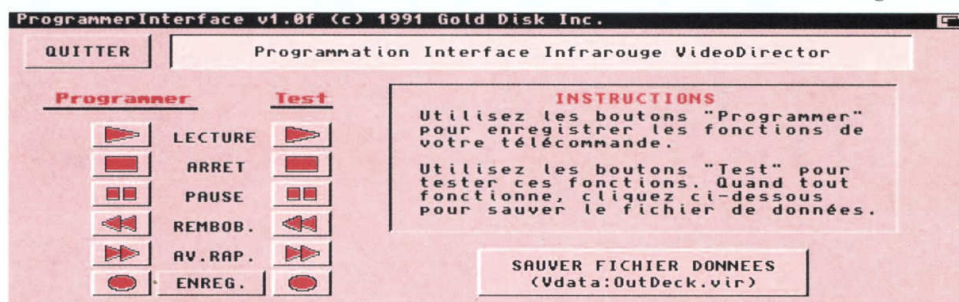 ProgrammerInterface v1.0f (c) 1991 Gold Disk Inc.
QUITTER
Programmation Interface Infrarouge VideoDirector
Programmer
Test
LECTURE
ARRET
PAUSE
REMBOB.
AV.RAP.
ENREG.
INSTRUCTIONS
Utilisez les boutons "Programmer"
pour enregistrer les fonctions de
votre télécommande.
Utilisez les boutons "Test" pour
tester ces fonctions. Quand tout
fonctionne, cliquez ci-dessous
pour sauver le fichier de données.
SAUVER FICHIER DONNEES
(Vdata:OutDeck.vir)